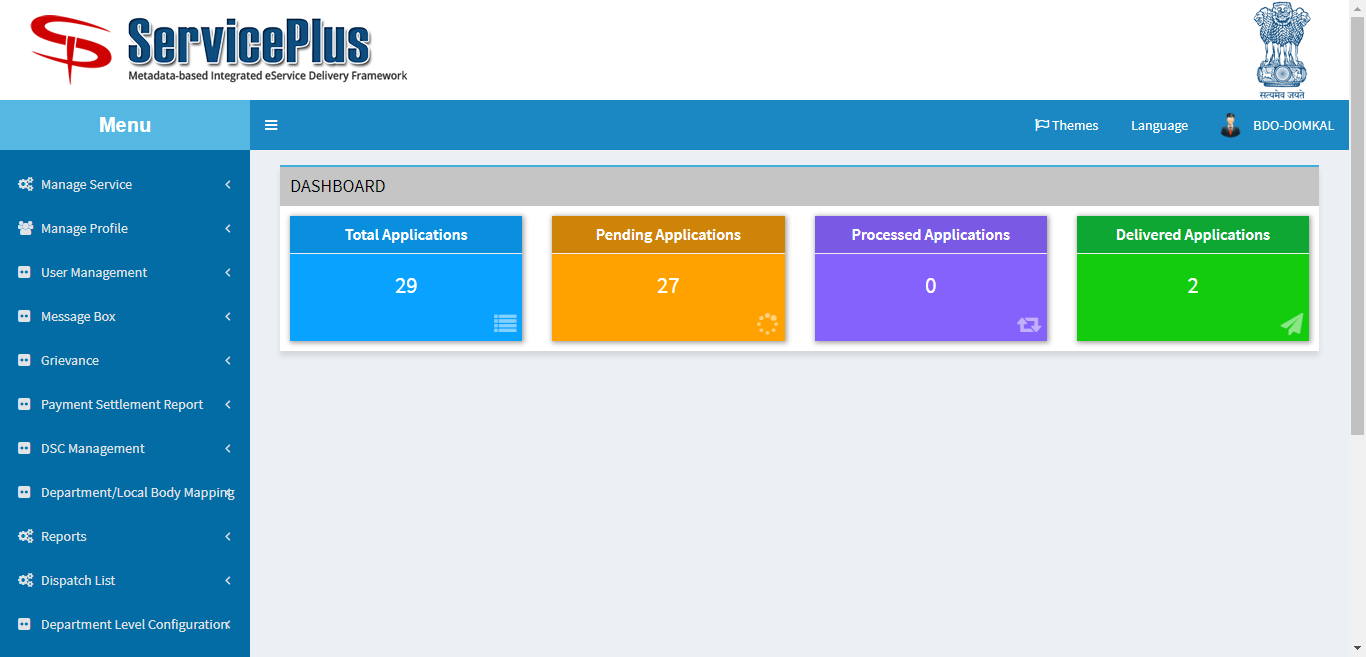 ServicePlus
Metadata-based Integrated eService Delivery Framework
सत्यमेव जयते
Menu
Themes
Language
BDO-DOMKAL
Manage Service
Manage Profile
User Management
Message Box
Grievance
Payment Settlement Report
DSC Management
Department/Local Body Mapping
Reports
Dispatch List
Department Level Configuration
DASHBOARD
Total Applications
29
Pending Applications
27
Processed Applications
0
Delivered Applications
2